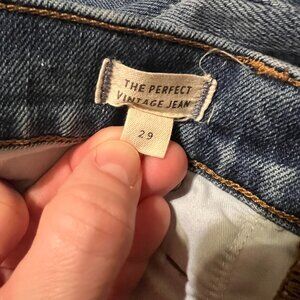 THE PERFECT
VINTAGE JEAN
29